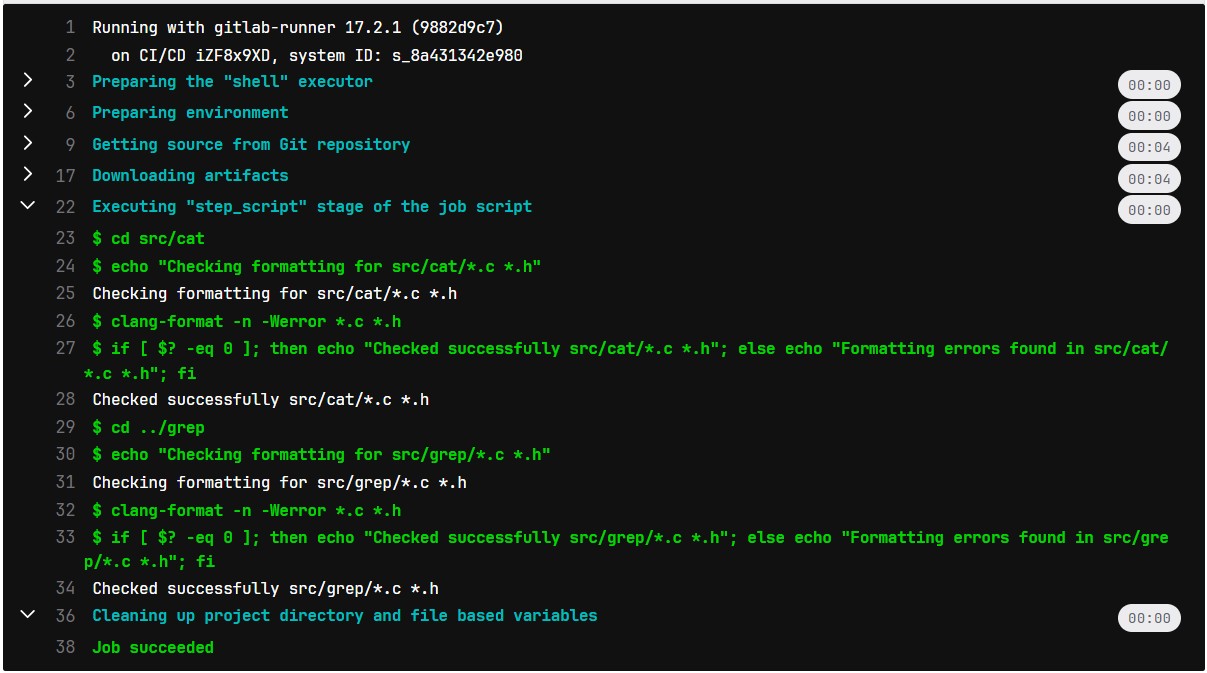 1 Running with gitlab-runner 17.2.1 (9882d9c7)
2 on CI/CD iZF8x9XD, system ID: s_8a431342e980
3 Preparing the "shell" executor 00:00
6 Preparing environment 00:00
9 Getting source from Git repository 00:04
17 Downloading artifacts 00:04
22 Executing "step_script" stage of the job script 00:00
23 $ cd src/cat
24 $ echo "Checking formatting for src/cat/*.c *.h"
25 Checking formatting for src/cat/*.c *.h
26 $ clang-format -n -Werror *.c *.h
27 $ if [ $? -eq 0 ]; then echo "Checked successfully src/cat/*.c *.h"; else echo "Formatting errors found in src/cat/
*.c *.h"; fi
28 Checked successfully src/cat/*.c *.h
29 $ cd ../grep
30 $ echo "Checking formatting for src/grep/*.c *.h"
31 Checking formatting for src/grep/*.c *.h
32 $ clang-format -n -Werror *.c *.h
33 $ if [ $? -eq 0 ]; then echo "Checked successfully src/grep/*.c *.h"; else echo "Formatting errors found in src/gre
p/*.c *.h"; fi
34 Checked successfully src/grep/*.c *.h
36 Cleaning up project directory and file based variables 00:00
38 Job succeeded